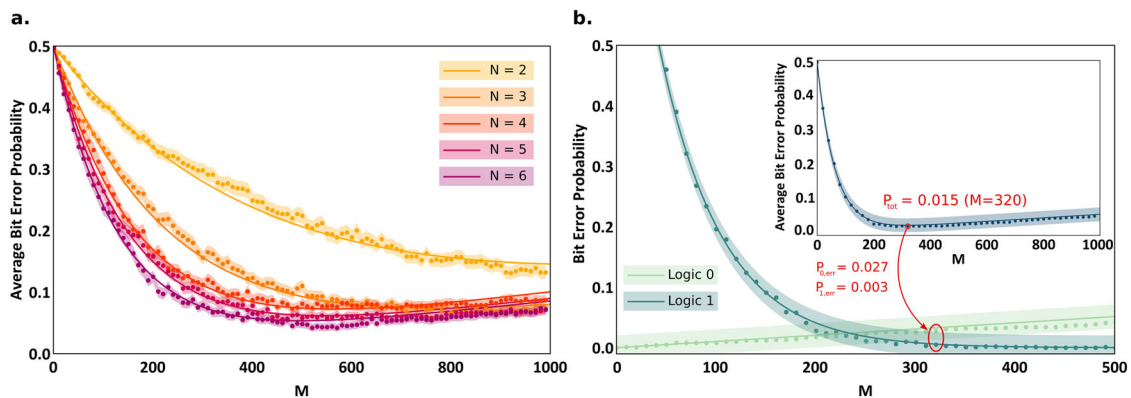 a.
0.5
0.4
0.3
0.2
0.1
0.0
Average Bit Error Probability
N = 2
N = 3
N = 4
N = 5
N = 6
0
200
400
600
800
1000
M
b.
0.5
0.4
0.3
0.2
0.1
0.0
Bit Error Probability
Logic 0
Logic 1
0
100
200
300
400
500
M
0.5
0.4
0.3
0.2
0.1
0.0
Average Bit Error Probability
Ptot = 0.015 (M=320)
0
200
400
600
800
1000
M
P0,err = 0.027
P1,err = 0.003